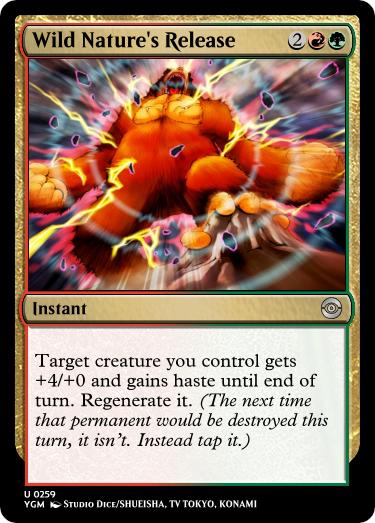 Wild Nature's Release 2
Instant
Target creature you control gets
+4/+0 and gains haste until end of
turn. Regenerate it. (The next time
that permanent would be destroyed this
turn, it isn't. Instead tap it.)
U 0259
YGM Studio Dice/SHUEISHA, TV TOKYO, KONAMI